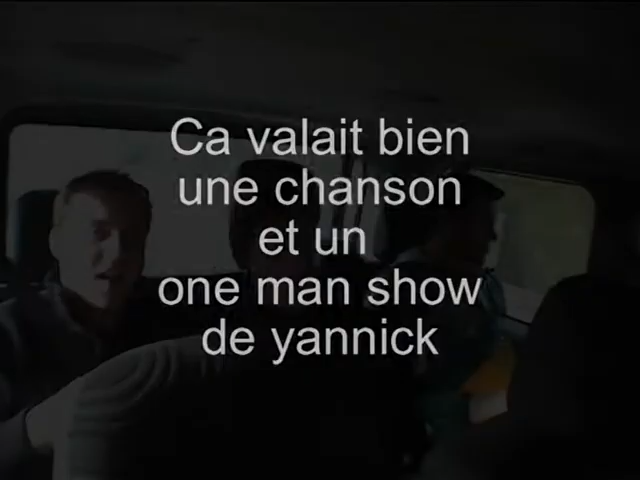 Ca valait bien
une chanson
et un
one man show
de yannick